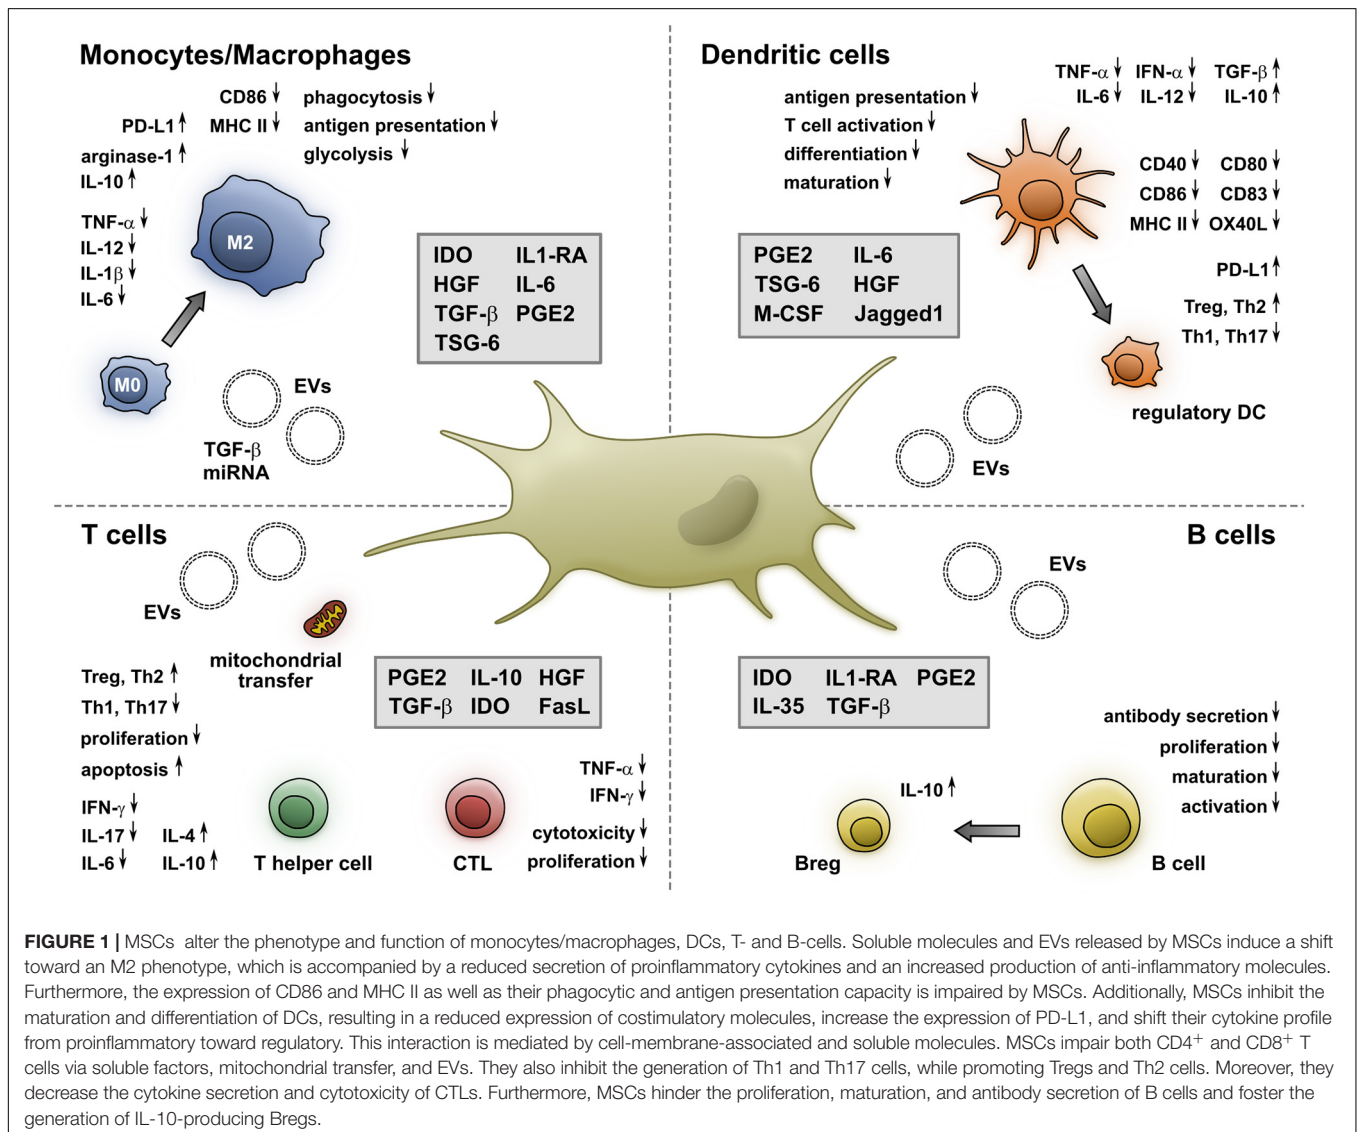 Monocytes/Macrophages
CD86 ↓ phagocytosis ↓
PD-L1 ↑ MHC II ↓ antigen presentation ↓
arginase-1 ↑ glycolysis ↓
IL-10 ↑
TNF-α ↓
IL-12 ↓
IL-1β ↓
IL-6 ↓
M2
M0
IDO IL1-RA
HGF IL-6
TGF-β PGE2
TSG-6
EVs
TGF-β
miRNA
Dendritic cells
TNF-α ↓ IFN-α ↓ TGF-β ↑
IL-6 ↓ IL-12 ↓ IL-10 ↑
antigen presentation ↓
T cell activation ↓
differentiation ↓
maturation ↓
CD40 ↓ CD80 ↓
CD86 ↓ CD83 ↓
MHC II ↓ OX40L ↓
PD-L1 ↑
Treg, Th2 ↑
Th1, Th17 ↓
PGE2 IL-6
TSG-6 HGF
M-CSF Jagged1
regulatory DC
EVs
T cells
EVs
mitochondrial
transfer
Treg, Th2 ↑
Th1, Th17 ↓
proliferation ↓
apoptosis ↑
IFN-γ ↓
IL-17 ↓ IL-4 ↑
IL-6 ↓ IL-10 ↑
T helper cell
PGE2 IL-10 HGF
TGF-β IDO FasL
TNF-α ↓
IFN-γ ↓
cytotoxicity ↓
proliferation ↓
CTL
B cells
EVs
IDO IL1-RA PGE2
IL-35 TGF-β
antibody secretion ↓
proliferation ↓
maturation ↓
activation ↓
IL-10 ↑
Breg
B cell
FIGURE 1 | MSCs alter the phenotype and function of monocytes/macrophages, DCs, T- and B-cells. Soluble molecules and EVs released by MSCs induce a shift
toward an M2 phenotype, which is accompanied by a reduced secretion of proinflammatory cytokines and an increased production of anti-inflammatory molecules.
Furthermore, the expression of CD86 and MHC II as well as their phagocytic and antigen presentation capacity is impaired by MSCs. Additionally, MSCs inhibit the
maturation and differentiation of DCs, resulting in a reduced expression of costimulatory molecules, increase the expression of PD-L1, and shift their cytokine profile
from proinflammatory toward regulatory. This interaction is mediated by cell-membrane-associated and soluble molecules. MSCs impair both CD4⁺ and CD8⁺ T
cells via soluble factors, mitochondrial transfer, and EVs. They also inhibit the generation of Th1 and Th17 cells, while promoting Tregs and Th2 cells. Moreover, they
decrease the cytokine secretion and cytotoxicity of CTLs. Furthermore, MSCs hinder the proliferation, maturation, and antibody secretion of B cells and foster the
generation of IL-10-producing Bregs.